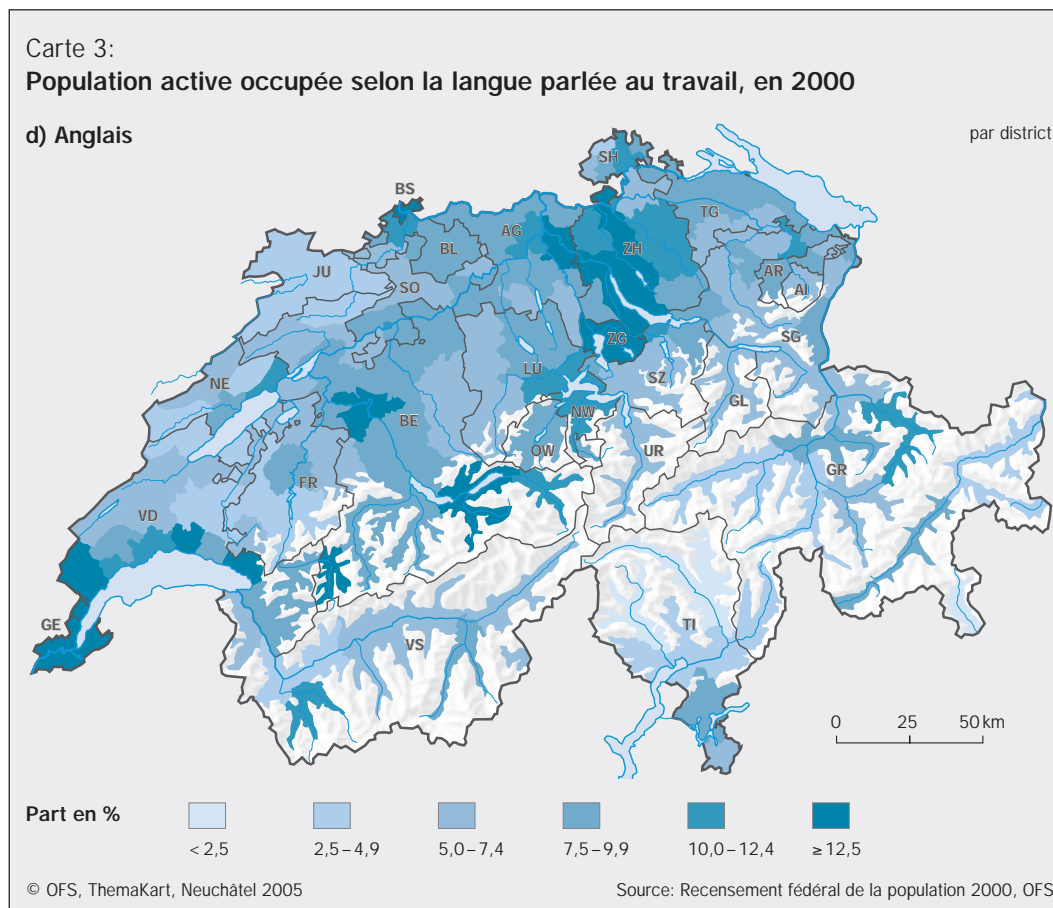 Carte 3:
Population active occupée selon la langue parlée au travail, en 2000
d) Anglais
par district
SH
BS
TG
AG
ZH
BL
JU
SO
AR
AI
ZG
SG
NE
LU
SZ
GL
NW
BE
OW
UR
GR
FR
VD
GE
TI
VS
0 25 50 km
Part en %
< 2,5 2,5 – 4,9 5,0 – 7,4 7,5 – 9,9 10,0 – 12,4 ≥ 12,5
© OFS, ThemaKart, Neuchâtel 2005
Source: Recensement fédéral de la population 2000, OFS